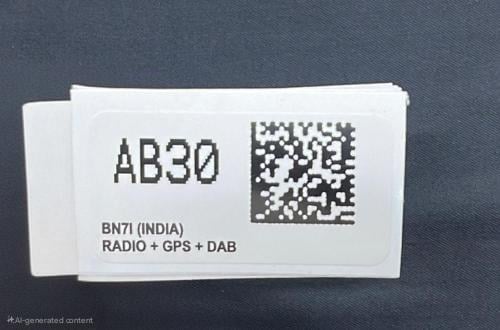 AB30
BN7I (INDIA)
RADIO + GPS + DAB
AI-generated content